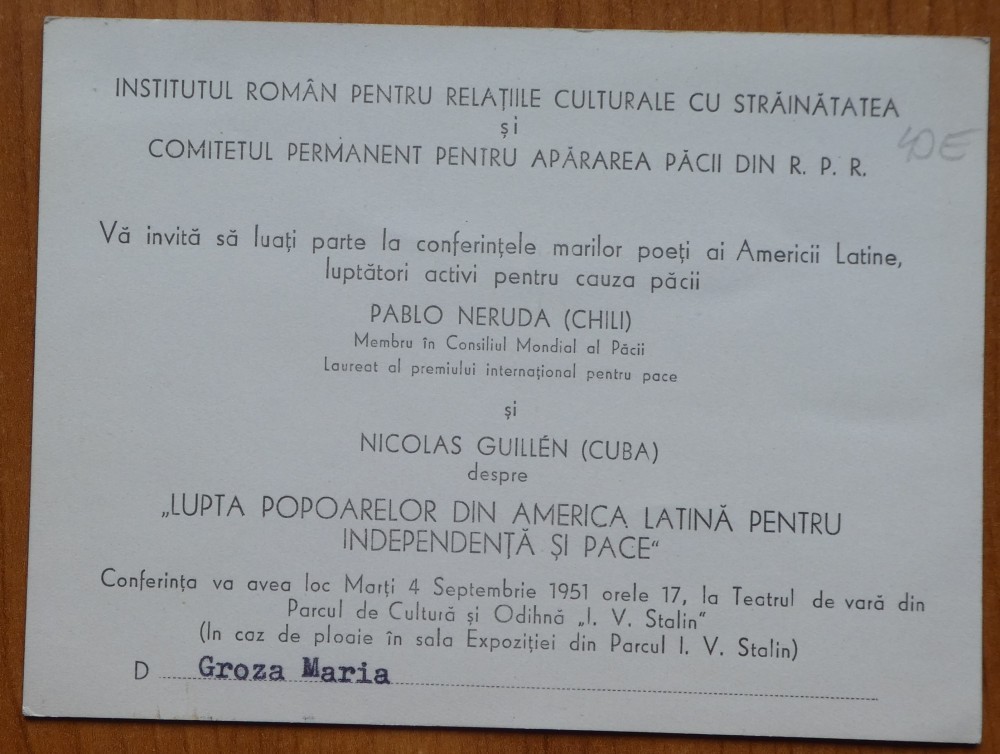 INSTITUTUL ROMÂN PENTRU RELAȚIILE CULTURALE CU STRĂINĂTATEA
și
COMITETUL PERMANENT PENTRU APĂRAREA PĂCII DIN R. P. R.
Vă invită să luați parte la conferințele marilor poeți ai Americii Latine,
luptători activi pentru cauza păcii
PABLO NERUDA (CHILI)
Membru în Consiliul Mondial al Păcii
Laureat al premiului internațional pentru pace
și
NICOLAS GUILLÉN (CUBA)
despre
„LUPTA POPOARELOR DIN AMERICA LATINĂ PENTRU
INDEPENDENȚĂ ȘI PACE“
Conferința va avea loc Marți 4 Septembrie 1951 orele 17, la Teatrul de vară din
Parcul de Cultură și Odihnă „I. V. Stalin“
(In caz de ploaie în sala Expoziției din Parcul I. V. Stalin)
D Groza Maria